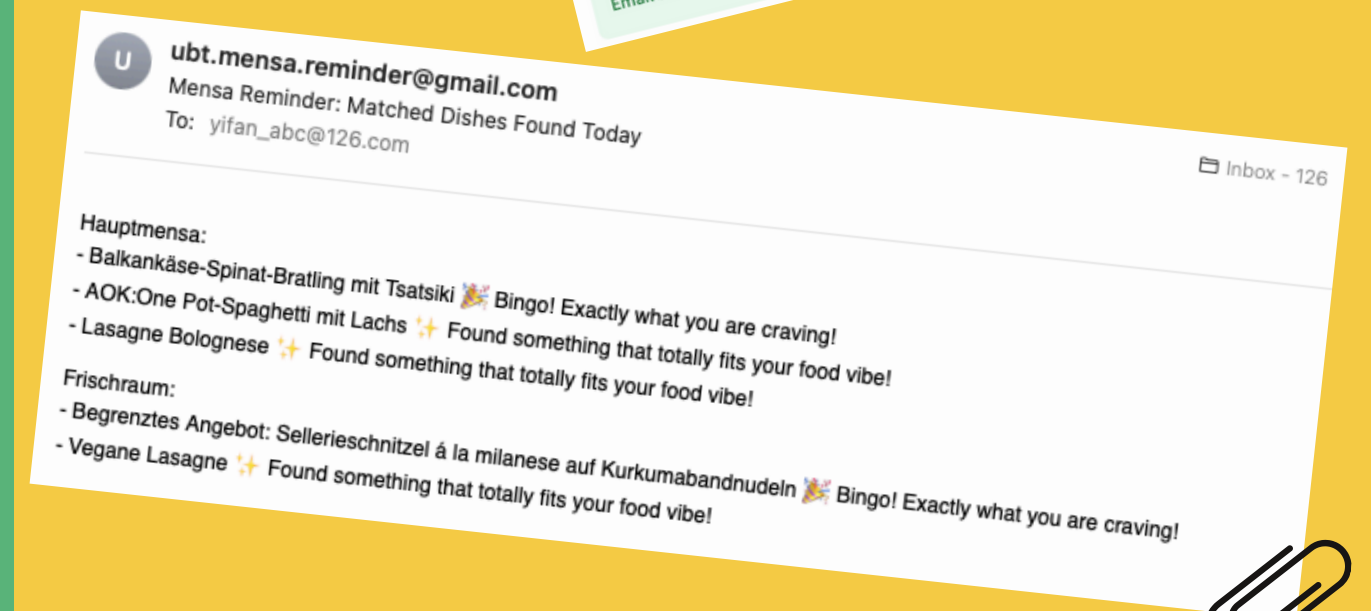 U
ubt.mensa.reminder@gmail.com
Mensa Reminder: Matched Dishes Found Today
To: yifan_abc@126.com
Inbox - 126
Hauptmensa:
- Balkankäse-Spinat-Bratling mit Tsatsiki 🎉 Bingo! Exactly what you are craving!
- AOK:One Pot-Spaghetti mit Lachs ✨ Found something that totally fits your food vibe!
- Lasagne Bolognese ✨ Found something that totally fits your food vibe!
Frischraum:
- Begrenztes Angebot: Sellerieschnitzel á la milanese auf Kurkumabandnudeln 🎉 Bingo! Exactly what you are craving!
- Vegane Lasagne ✨ Found something that totally fits your food vibe!